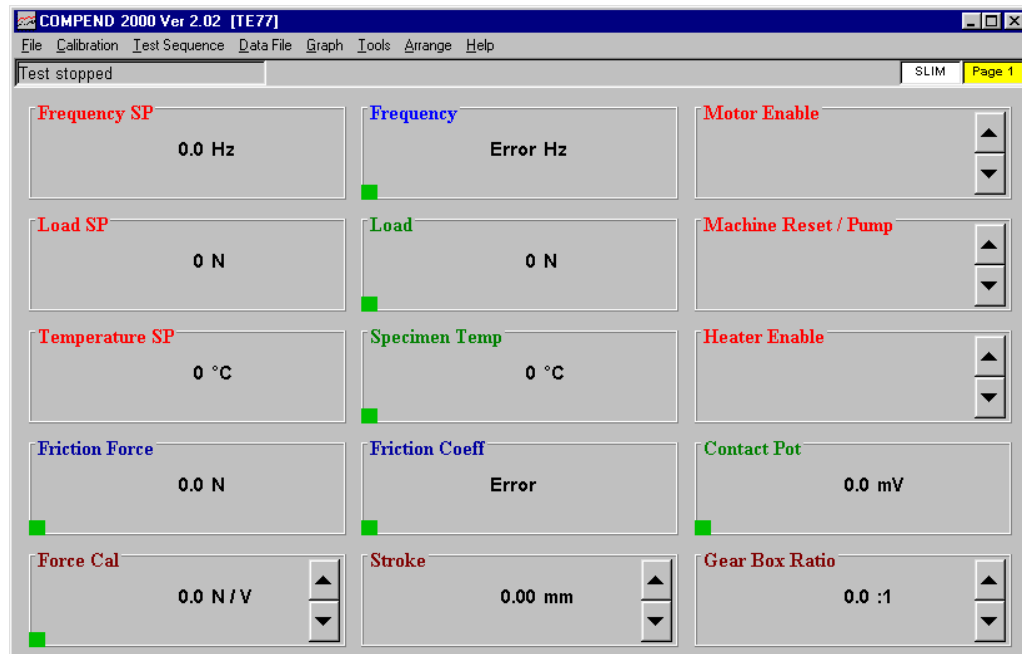 COMPEND 2000 Ver 2.02 [TE77]
File Calibration Test Sequence Data File Graph Tools Arrange Help
Test stopped SLIM Page 1
Frequency SP Frequency Motor Enable
0.0 Hz Error Hz
Load SP Load Machine Reset / Pump
0 N 0 N
Temperature SP Specimen Temp Heater Enable
0 °C 0 °C
Friction Force Friction Coeff Contact Pot
0.0 N Error 0.0 mV
Force Cal Stroke Gear Box Ratio
0.0 N / V 0.00 mm 0.0 :1